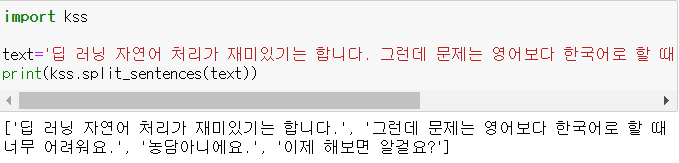 import kss
text='딥 러닝 자연어 처리가 재미있기는 합니다. 그런데 문제는 영어보다 한국어로 할 때
print(kss.split_sentences(text))
['딥 러닝 자연어 처리가 재미있기는 합니다.', '그런데 문제는 영어보다 한국어로 할 때
너무 어려워요.', '농담아니에요.', '이제 해보면 알걸요?']